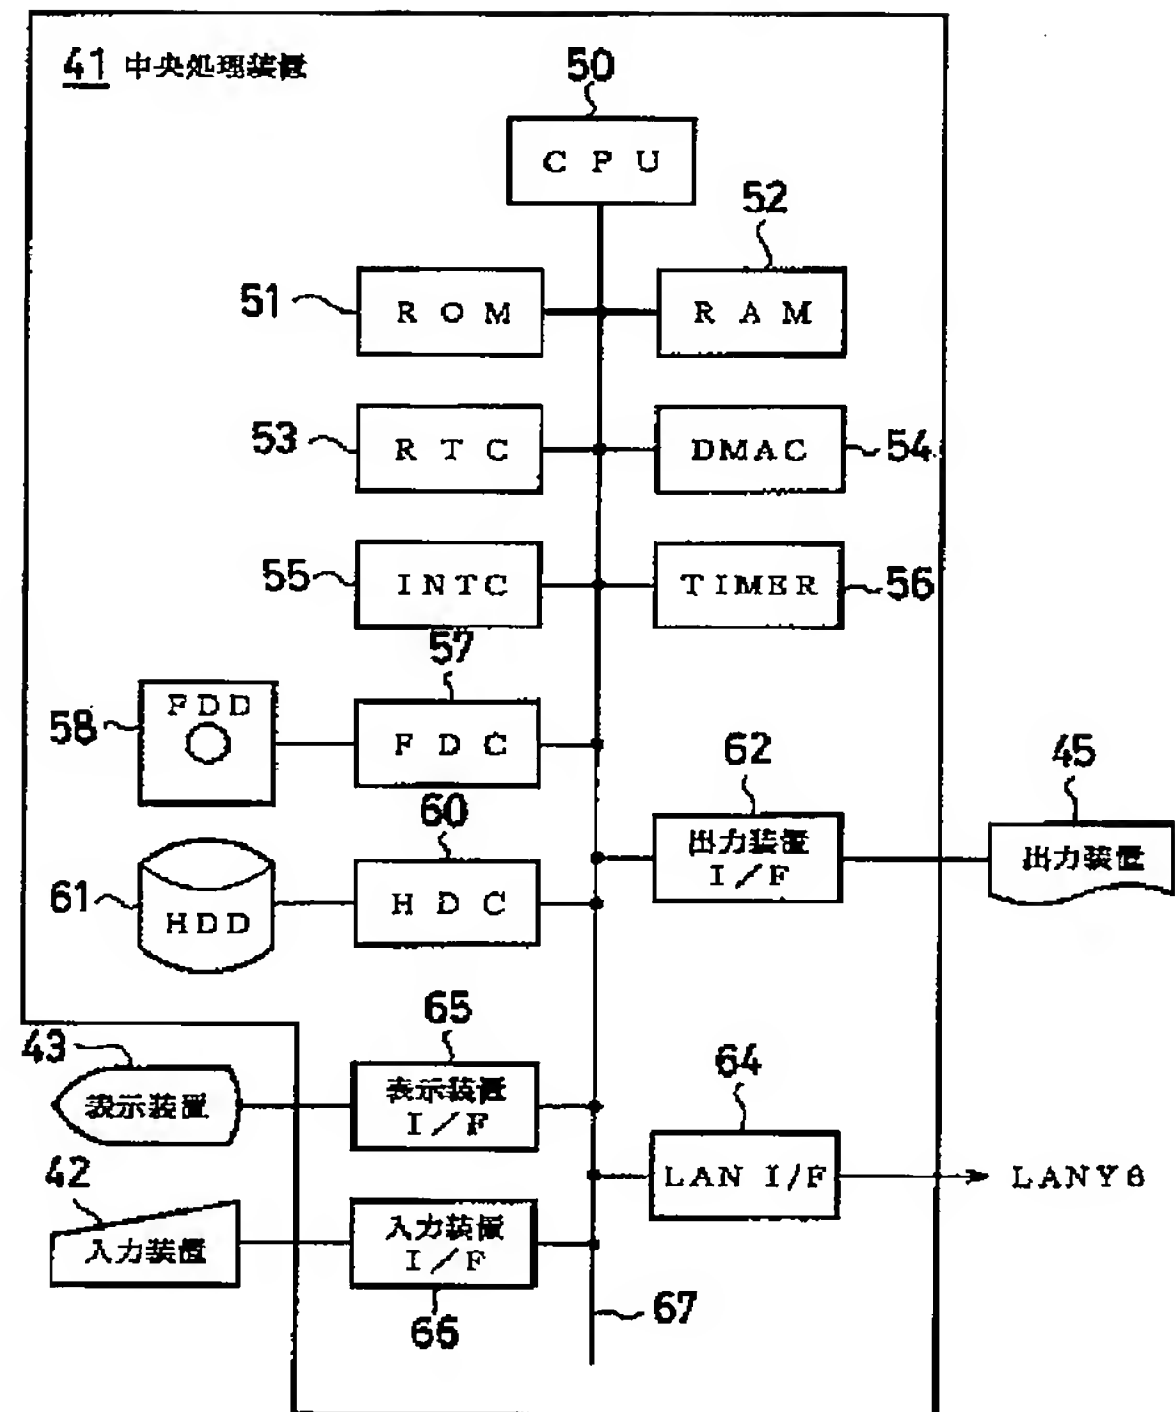 41 中央処理装置
50
CPU
52
51
ROM
RAM
53
RTC
DMAC
54
55
INTC
TIMER
56
57
58
FDD
FDC
62
45
60
出力装置
I/F
出力装置
61
HDD
HDC
65
43
表示装置
表示装置
I/F
64
LAN I/F
LANY6
42
入力装置
入力装置
I/F
66
67